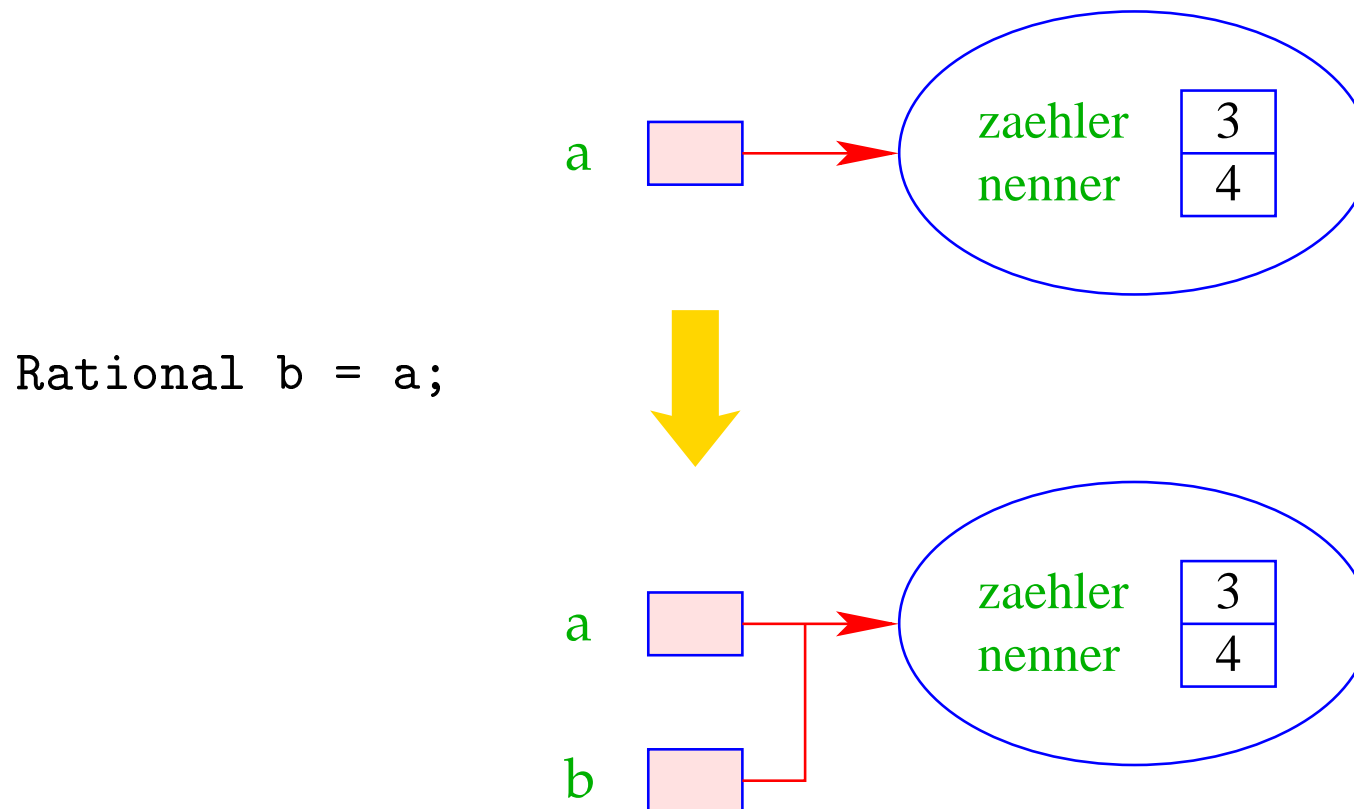 a
zaehler 3
nenner 4
Rational b = a;
a
zaehler 3
nenner 4
b